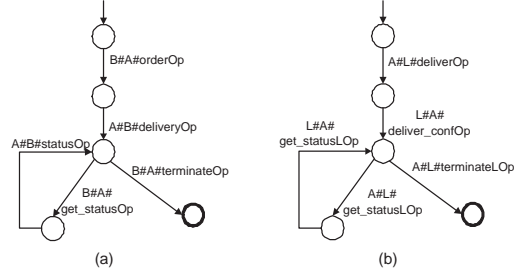 B#A#orderOp
A#B#deliveryOp
A#B#statusOp
B#A#terminateOp
B#A#
get_statusOp
(a)
A#L#deliverOp
L#A#
deliver_confOp
L#A#
get_statusLOp
A#L#terminateLOp
A#L#
get_statusLOp
(b)